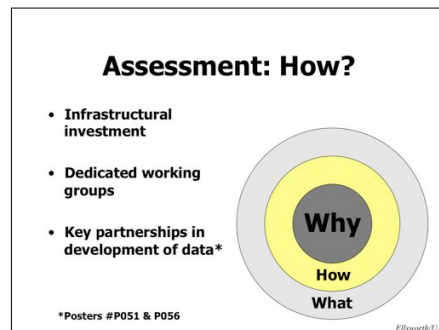 Assessment: How?
• Infrastructural
investment
• Dedicated working
groups
• Key partnerships in
development of data*
Why
How
What
*Posters #P051 & P056